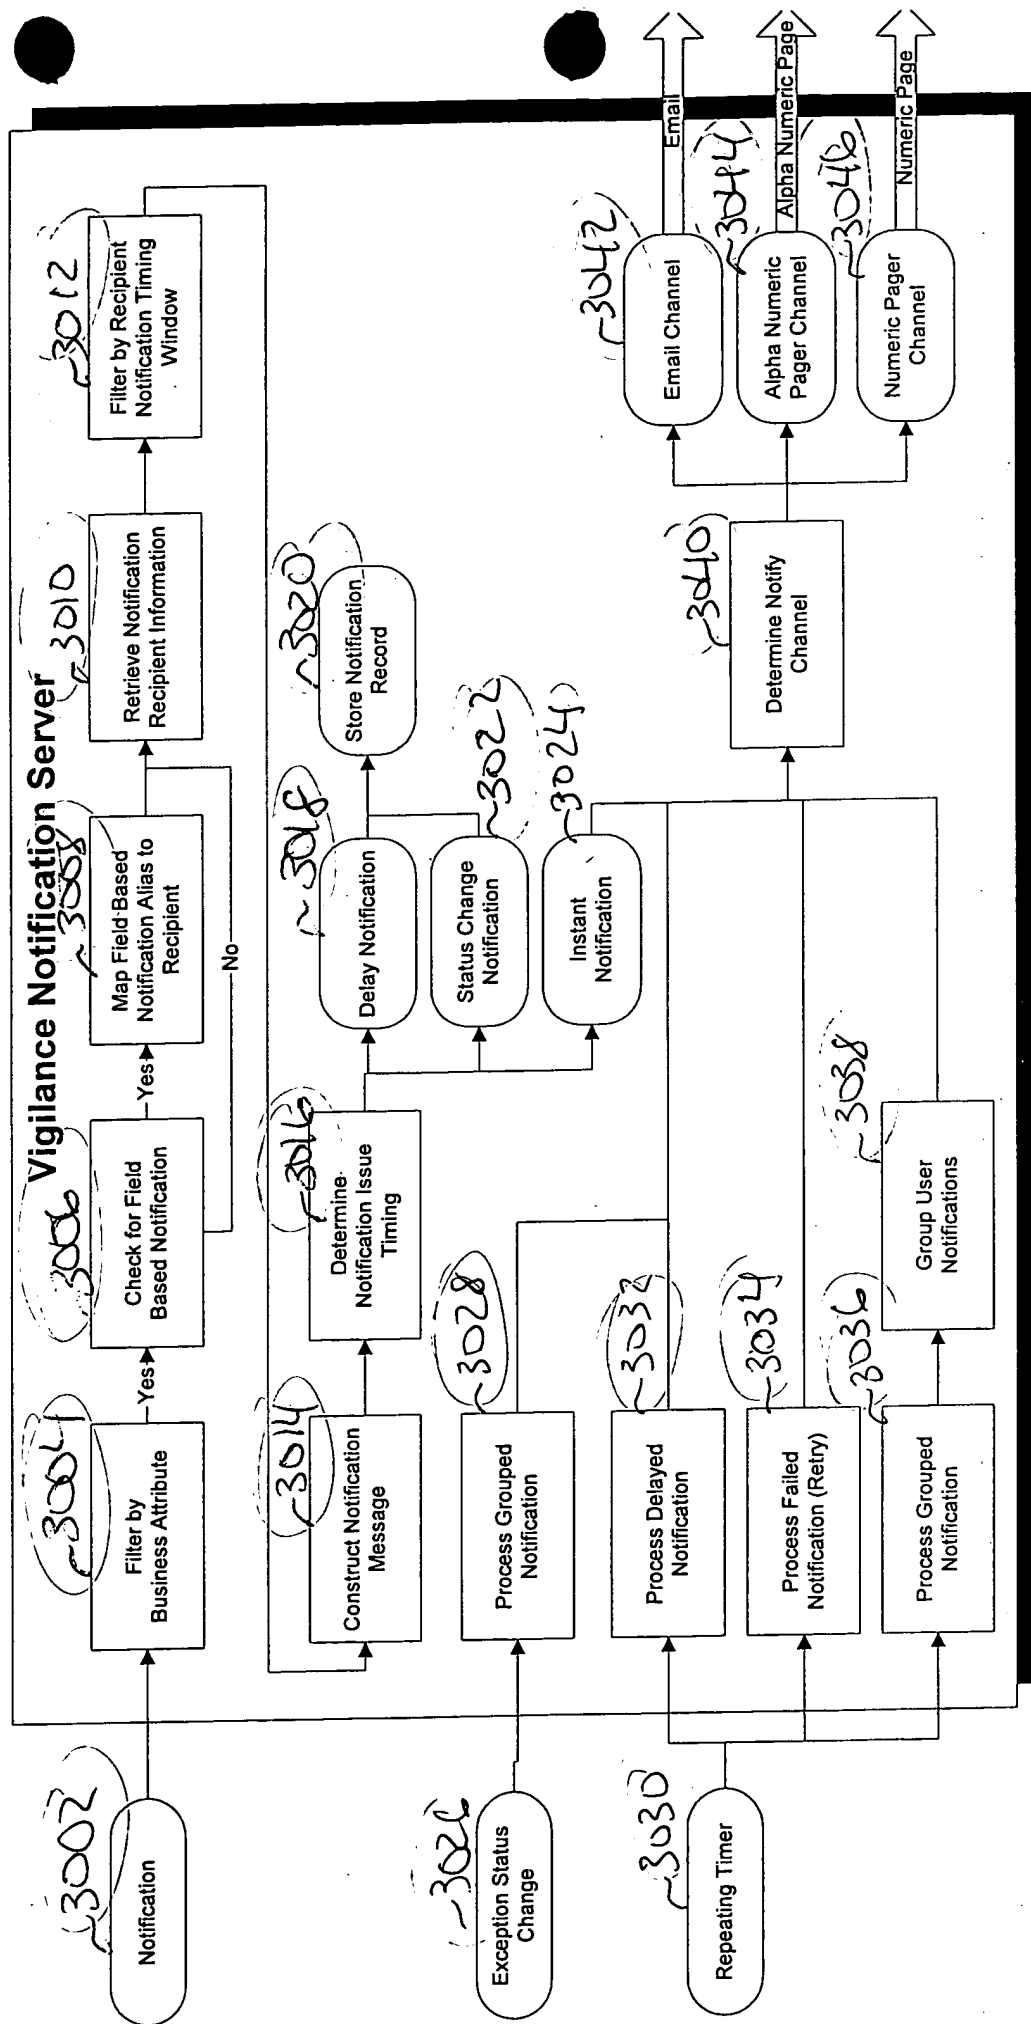 Vigilance Notification Server
~3002
Notification
~3004
Filter by
Business Attribute
Yes
~3006
Check for Field
Based Notification
Yes
No
~3008
Map Field-Based
Notification Alias to
Recipient
~3010
Retrieve Notification
Recipient Information
~3012
Filter by Recipient
Notification Timing
Window
~3014
Construct Notification
Message
~3016
Determine
Notification Issue
Timing
~3018
Delay Notification
~3020
Store Notification
Record
Status Change
Notification
~3022
Instant
Notification
~3024
~3026
Exception Status
Change
~3028
Process Grouped
Notification
~3030
Repeating Timer
~3032
Process Delayed
Notification
~3034
Process Failed
Notification (Retry)
~3036
Process Grouped
Notification
~3038
Group User
Notifications
~3040
Determine Notify
Channel
~3042
Email Channel
Email
~3044
Alpha Numeric
Pager Channel
Alpha Numeric Page
~3046
Numeric Pager
Channel
Numeric Page